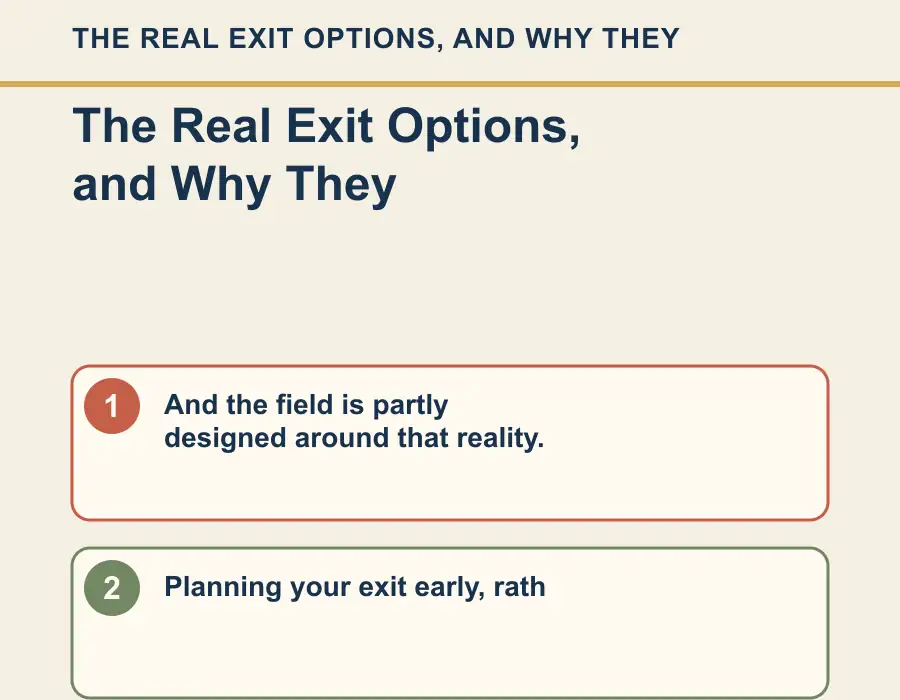 THE REAL EXIT OPTIONS, AND WHY THEY
The Real Exit Options,
and Why They
1
And the field is partly
designed around that reality.
2
Planning your exit early, rath